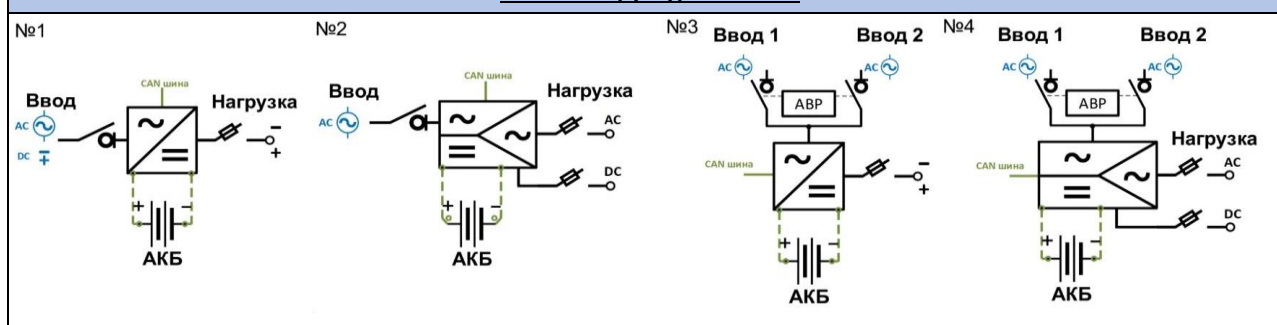 №1
CAN шина
Ввод
Нагрузка
AC
DC
−
+
+ −
АКБ
№2
CAN шина
Ввод
Нагрузка
AC
AC
DC
+ −
АКБ
№3
Ввод 1 Ввод 2
AC AC
АВР
CAN шина
−
+
+ −
АКБ
№4
Ввод 1 Ввод 2
AC AC
АВР
Нагрузка
CAN шина
AC
DC
+ −
АКБ